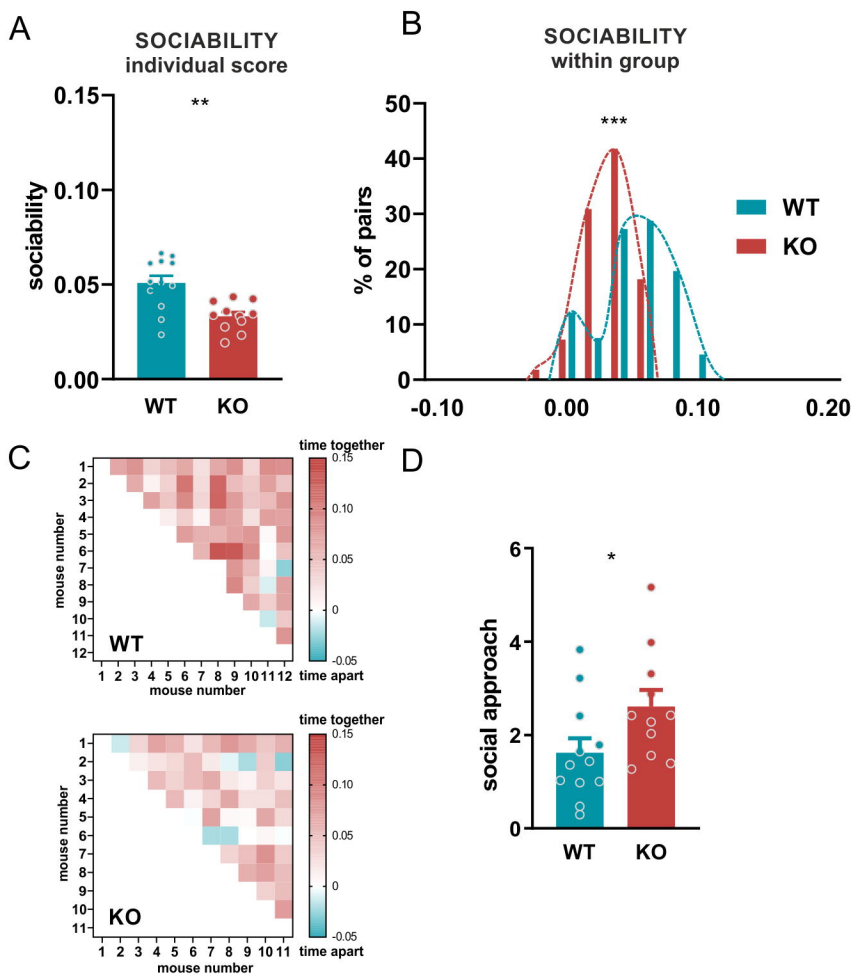 A
SOCIABILITY
individual score
0.15
**
0.10
sociability
0.05
0.00
WT
KO
B
SOCIABILITY
within group
50
***
40
WT
30
KO
% of pairs
20
10
0
-0.10
0.00
0.10
0.20
C
time together
0.15
1
2
3
4
5
6
7
8
9
10
11
12
mouse number
0.10
0.05
0
-0.05
WT
1 2 3 4 5 6 7 8 9 10 11 12
mouse number
time apart
time together
0.15
1
2
3
4
5
6
7
8
9
10
11
mouse number
0.10
0.05
0
-0.05
KO
1 2 3 4 5 6 7 8 9 10 11
mouse number
time apart
D
6
*
4
social approach
2
0
WT
KO